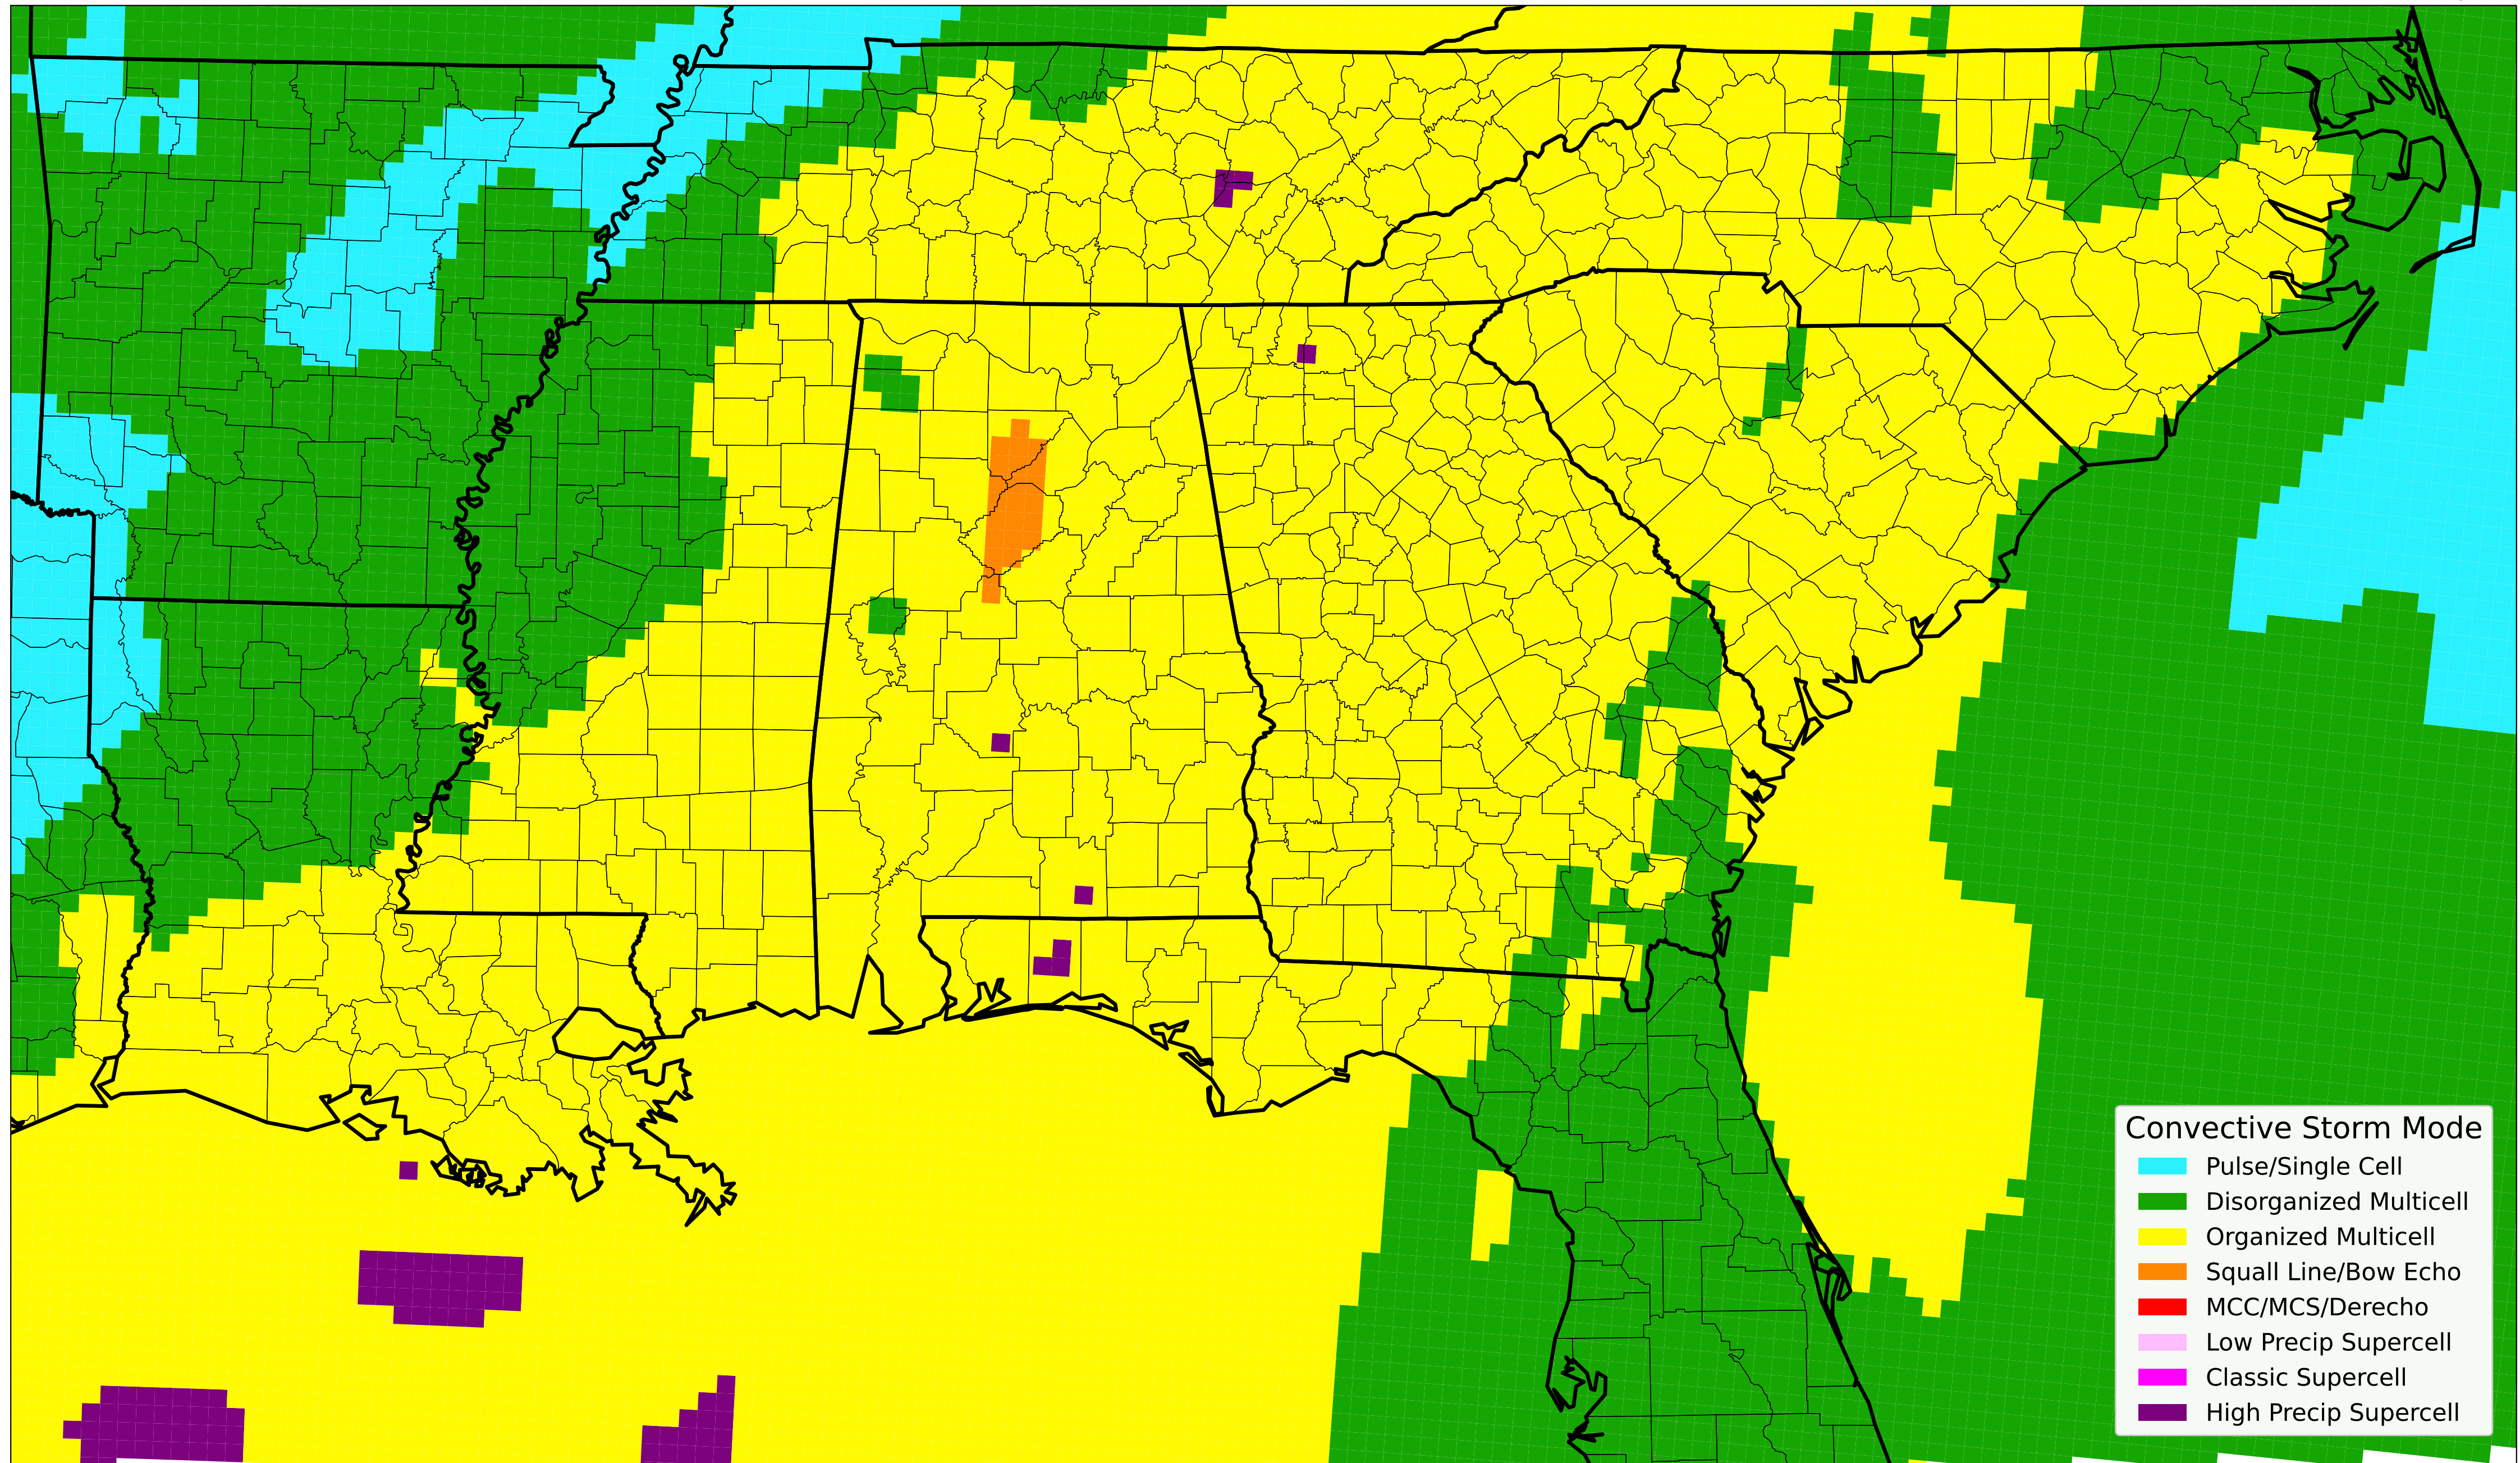 Convective Storm Mode
Pulse/Single Cell
Disorganized Multicell
Organized Multicell
Squall Line/Bow Echo
MCC/MCS/Derecho
Low Precip Supercell
Classic Supercell
High Precip Supercell